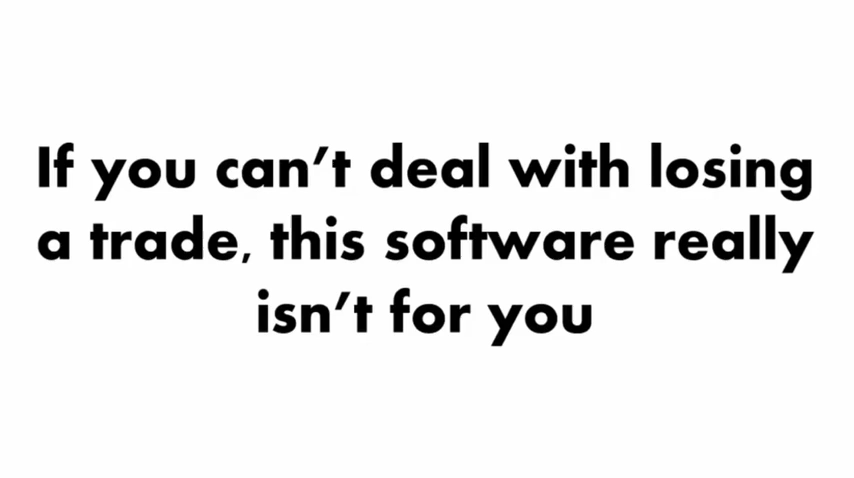 If you can’t deal with losing
a trade, this software really
isn’t for you